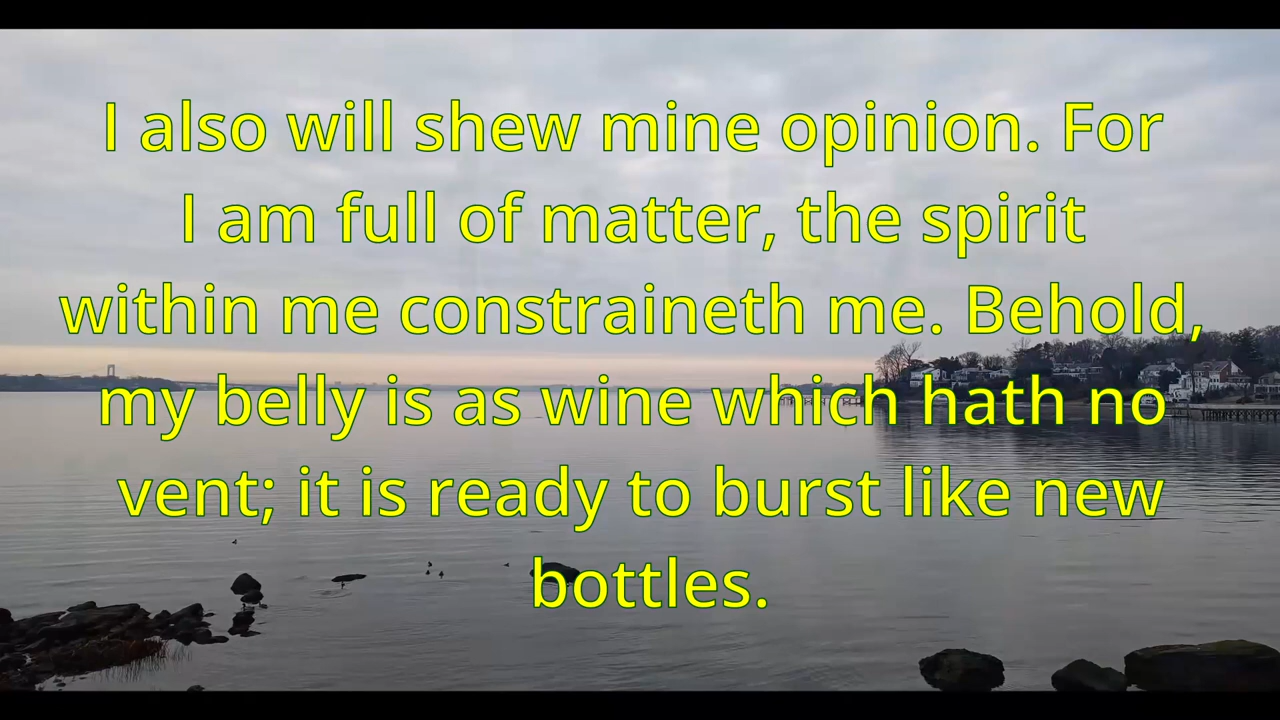 I also will shew mine opinion. For
I am full of matter, the spirit
within me constraineth me. Behold,
my belly is as wine which hath no
vent; it is ready to burst like new
bottles.